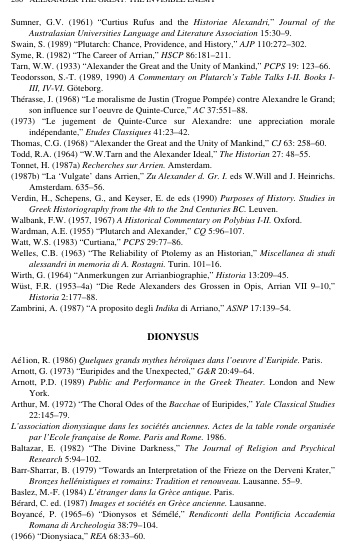 Sumner, G.V. (1961) “Curtius Rufus and the Historiae Alexandri,” Journal of the
Australasian Universities Language and Literature Association 15:30–9.
Swain, S. (1989) “Plutarch: Chance, Providence, and History,” AJP 110:272–302.
Syme, R. (1982) “The Career of Arrian,” HSCP 86:181–211.
Tarn, W.W. (1933) “Alexander the Great and the Unity of Mankind,” PCPS 19: 123–66.
Teodorsson, S.-T. (1989, 1990) A Commentary on Plutarch’s Table Talks I-II. Books I-
III, IV-VI. Göteborg.
Thérasse, J. (1968) “Le moralisme de Justin (Trogue Pompée) contre Alexandre le Grand;
son influence sur l’oeuvre de Quinte-Curce,” AC 37:551–88.
(1973) “Le jugement de Quinte-Curce sur Alexandre: une appreciation morale
indépendante,” Etudes Classiques 41:23–42.
Thomas, C.G. (1968) “Alexander the Great and the Unity of Mankind,” CJ 63: 258–60.
Todd, R.A. (1964) “W.W.Tarn and the Alexander Ideal,” The Historian 27: 48–55.
Tonnet, H. (1987a) Recherches sur Arrien. Amsterdam.
(1987b) “La ‘Vulgate’ dans Arrien,” Zu Alexander d. Gr. I. eds W.Will and J. Heinrichs.
Amsterdam. 635–56.
Verdin, H., Schepens, G., and Keyser, E. de eds (1990) Purposes of History. Studies in
Greek Historiography from the 4th to the 2nd Centuries BC. Leuven.
Walbank, F.W. (1957, 1967) A Historical Commentary on Polybius I-II. Oxford.
Wardman, A.E. (1955) “Plutarch and Alexander,” CQ 5:96–107.
Watt, W.S. (1983) “Curtiana,” PCPS 29:77–86.
Welles, C.B. (1963) “The Reliability of Ptolemy as an Historian,” Miscellanea di studi
alessandri in memoria di A. Rostagni. Turin. 101–16.
Wirth, G. (1964) “Anmerkungen zur Arrianbiographie,” Historia 13:209–45.
Wüst, F.R. (1953–4a) “Die Rede Alexanders des Grossen in Opis, Arrian VII 9–10,”
Historia 2:177–88.
Zambrini, A. (1987) “A proposito degli Indika di Arriano,” ASNP 17:139–54.
DIONYSUS
Aélion, R. (1986) Quelques grands mythes héroïques dans l’oeuvre d’Euripide. Paris.
Arnott, G. (1973) “Euripides and the Unexpected,” G&R 20:49–64.
Arnott, P.D. (1989) Public and Performance in the Greek Theater. London and New
York.
Arthur, M. (1972) “The Choral Odes of the Bacchae of Euripides,” Yale Classical Studies
22:145–79.
L’association dionysiaque dans les sociétés anciennes. Actes de la table ronde organisée
par l’Ecole française de Rome. Paris and Rome. 1986.
Baltazar, E. (1982) “The Divine Darkness,” The Journal of Religion and Psychical
Research 5:94–102.
Barr-Sharrar, B. (1979) “Towards an Interpretation of the Frieze on the Derveni Krater,”
Bronzes hellénistiques et romains: Tradition et renouveau. Lausanne. 55–9.
Baslez, M.-F. (1984) L’étranger dans la Grèce antique. Paris.
Bérard, C. ed. (1987) Images et sociétés en Grèce ancienne. Lausanne.
Boyancé, P. (1965–6) “Dionysos et Sémélé,” Rendiconti della Pontificia Accademia
Romana di Archeologia 38:79–104.
(1966) “Dionysiaca,” REA 68:33–60.